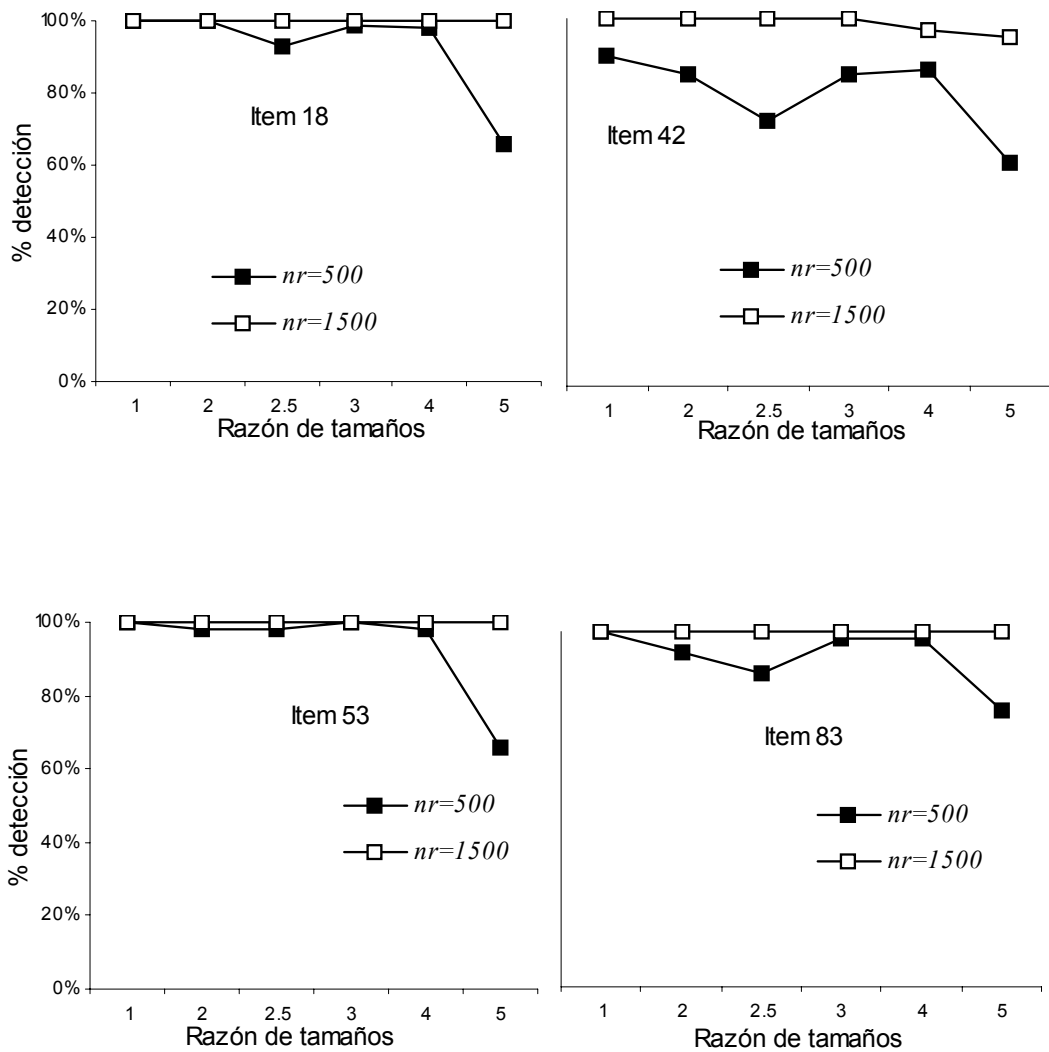 100%
80%
60%
40%
20%
0%
% detección
Item 18
nr=500
nr=1500
1 2 2.5 3 4 5
Razón de tamaños
Item 42
nr=500
nr=1500
1 2 2.5 3 4 5
Razón de tamaños
100%
80%
60%
40%
20%
0%
% detección
Item 53
nr=500
nr=1500
1 2 2.5 3 4 5
Razón de tamaños
Item 83
nr=500
nr=1500
1 2 2.5 3 4 5
Razón de tamaños